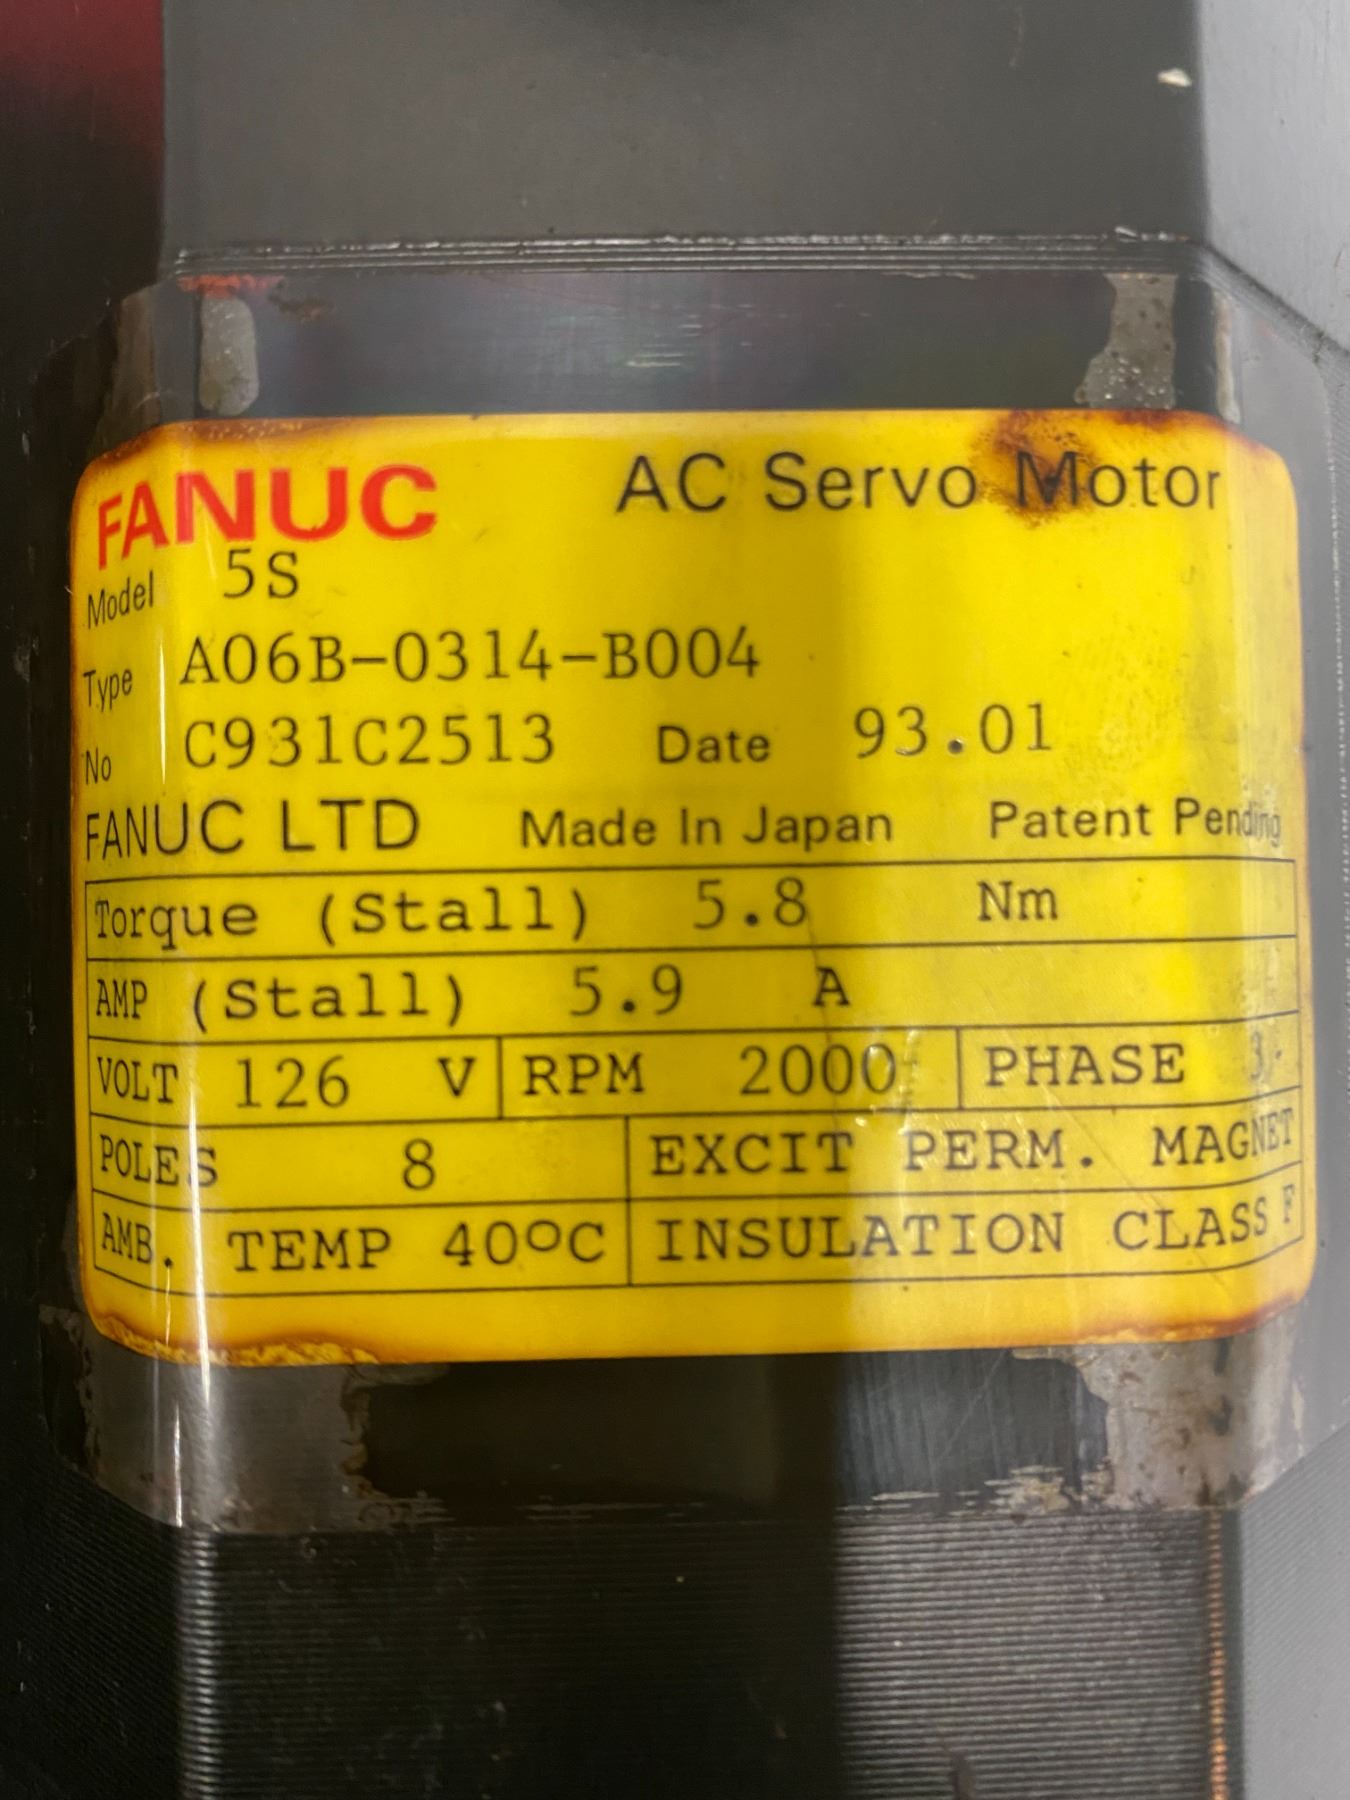 FANUC AC Servo Motor
Model 5S
Type A06B-0314-B004
No C931C2513 Date 93.01
FANUC LTD Made In Japan Patent Pending
Torque (Stall) 5.8 Nm
AMP (Stall) 5.9 A
VOLT 126 V RPM 2000 PHASE 3
POLES 8 EXCIT PERM. MAGNET
AMB. TEMP 40ºC INSULATION CLASS F